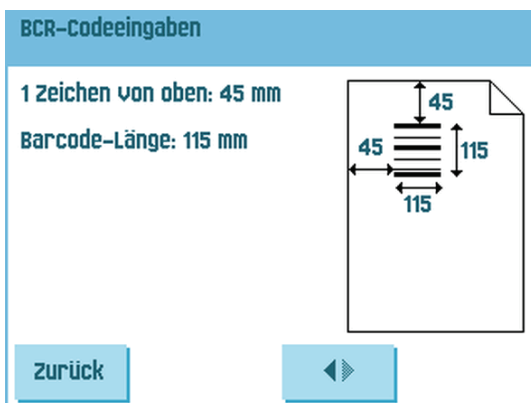 BCR-Codeeingaben
1 Zeichen von oben: 45 mm
Barcode-Länge: 115 mm
45
45
115
115
Zurück